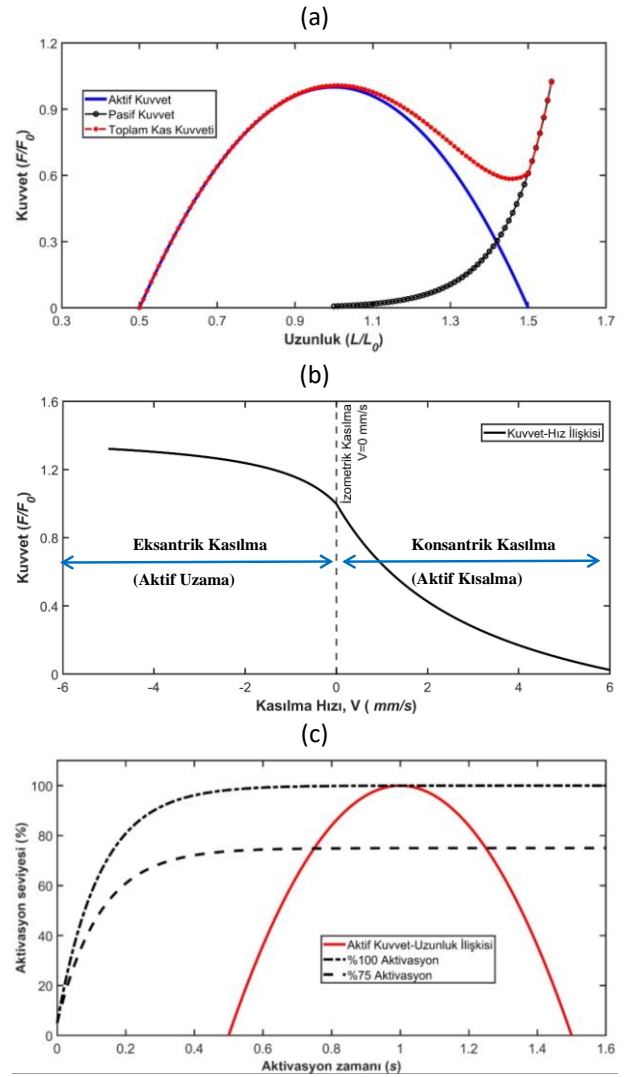 (a)
1.2
0.9
0.6
0.3
0
Kuvvet (F/F0)
Aktif Kuvvet
Pasif Kuvvet
Toplam Kas Kuvveti
0.3 0.5 0.7 0.9 1.1 1.3 1.5 1.7
Uzunluk (L/L0)
(b)
1.6
1.2
0.8
0.4
0
Kuvvet (F/F0)
İzometrik Kasılma
V=0 mm/s
Kuvvet-Hız İlişkisi
Eksantrik Kasılma
(Aktif Uzama)
Konsantrik Kasılma
(Aktif Kısalma)
-6 -4 -2 0 2 4 6
Kasılma Hızı, V ( mm/s)
(c)
100
80
60
40
20
0
Aktivasyon seviyesi (%)
Aktif Kuvvet-Uzunluk İlişkisi
%100 Aktivasyon
%75 Aktivasyon
0 0.2 0.4 0.6 0.8 1 1.2 1.4 1.6
Aktivasyon zamanı (s)